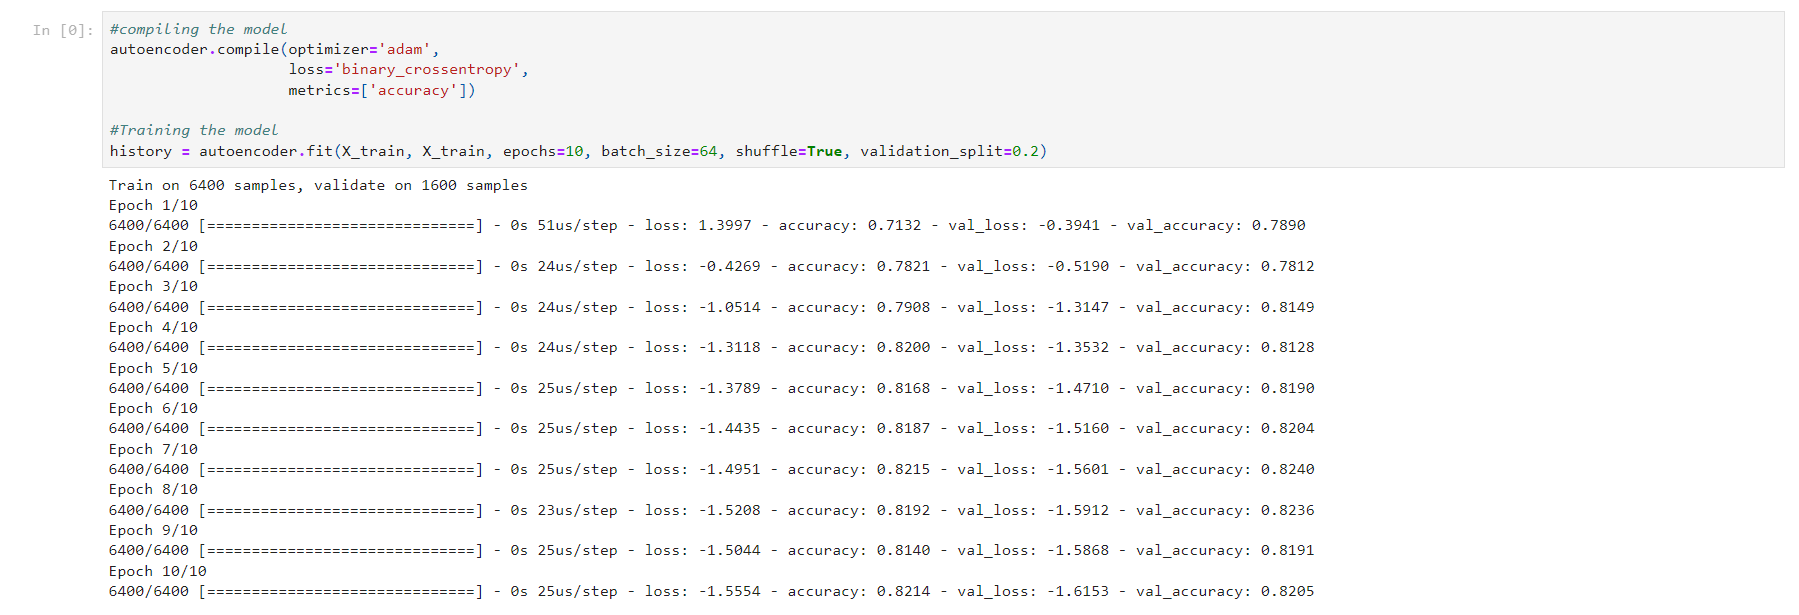 In [0]: #compiling the model
autoencoder.compile(optimizer='adam',
loss='binary_crossentropy',
metrics=['accuracy'])
#Training the model
history = autoencoder.fit(X_train, X_train, epochs=10, batch_size=64, shuffle=True, validation_split=0.2)
Train on 6400 samples, validate on 1600 samples
Epoch 1/10
6400/6400 [==============================] - 0s 51us/step - loss: 1.3997 - accuracy: 0.7132 - val_loss: -0.3941 - val_accuracy: 0.7890
Epoch 2/10
6400/6400 [==============================] - 0s 24us/step - loss: -0.4269 - accuracy: 0.7821 - val_loss: -0.5190 - val_accuracy: 0.7812
Epoch 3/10
6400/6400 [==============================] - 0s 24us/step - loss: -1.0514 - accuracy: 0.7908 - val_loss: -1.3147 - val_accuracy: 0.8149
Epoch 4/10
6400/6400 [==============================] - 0s 24us/step - loss: -1.3118 - accuracy: 0.8200 - val_loss: -1.3532 - val_accuracy: 0.8128
Epoch 5/10
6400/6400 [==============================] - 0s 25us/step - loss: -1.3789 - accuracy: 0.8168 - val_loss: -1.4710 - val_accuracy: 0.8190
Epoch 6/10
6400/6400 [==============================] - 0s 25us/step - loss: -1.4435 - accuracy: 0.8187 - val_loss: -1.5160 - val_accuracy: 0.8204
Epoch 7/10
6400/6400 [==============================] - 0s 25us/step - loss: -1.4951 - accuracy: 0.8215 - val_loss: -1.5601 - val_accuracy: 0.8240
Epoch 8/10
6400/6400 [==============================] - 0s 23us/step - loss: -1.5208 - accuracy: 0.8192 - val_loss: -1.5912 - val_accuracy: 0.8236
Epoch 9/10
6400/6400 [==============================] - 0s 25us/step - loss: -1.5044 - accuracy: 0.8140 - val_loss: -1.5868 - val_accuracy: 0.8191
Epoch 10/10
6400/6400 [==============================] - 0s 25us/step - loss: -1.5554 - accuracy: 0.8214 - val_loss: -1.6153 - val_accuracy: 0.8205